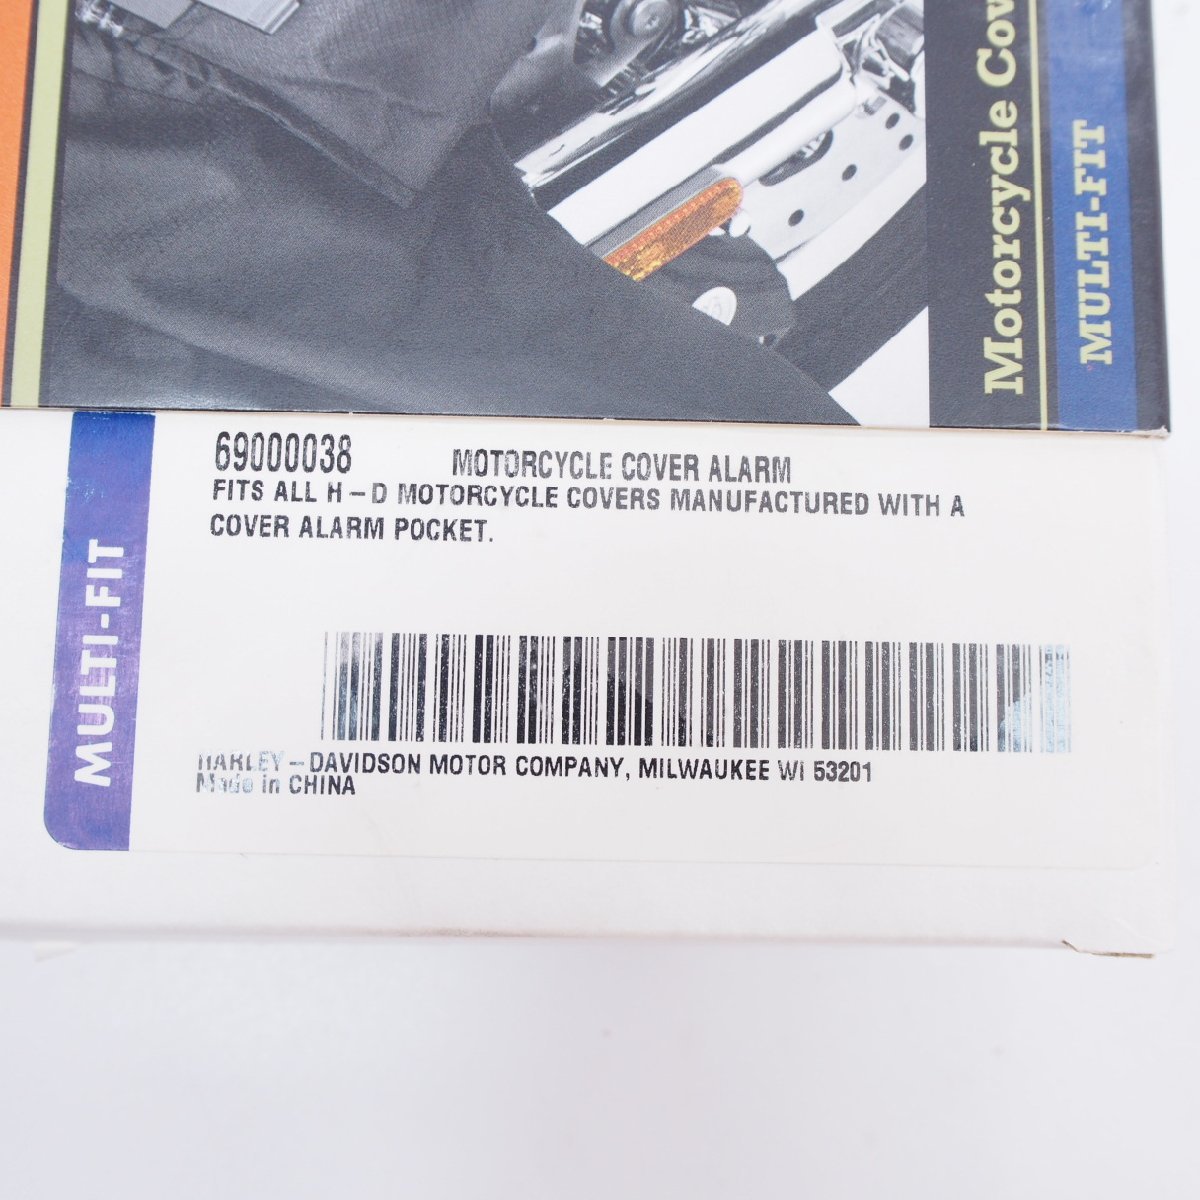 Motorcycle Cov
MULTI-FIT
MULTI-FIT
69000038 MOTORCYCLE COVER ALARM
FITS ALL H-D MOTORCYCLE COVERS MANUFACTURED WITH A
COVER ALARM POCKET.
HARLEY-DAVIDSON MOTOR COMPANY, MILWAUKEE WI 53201
Made in CHINA